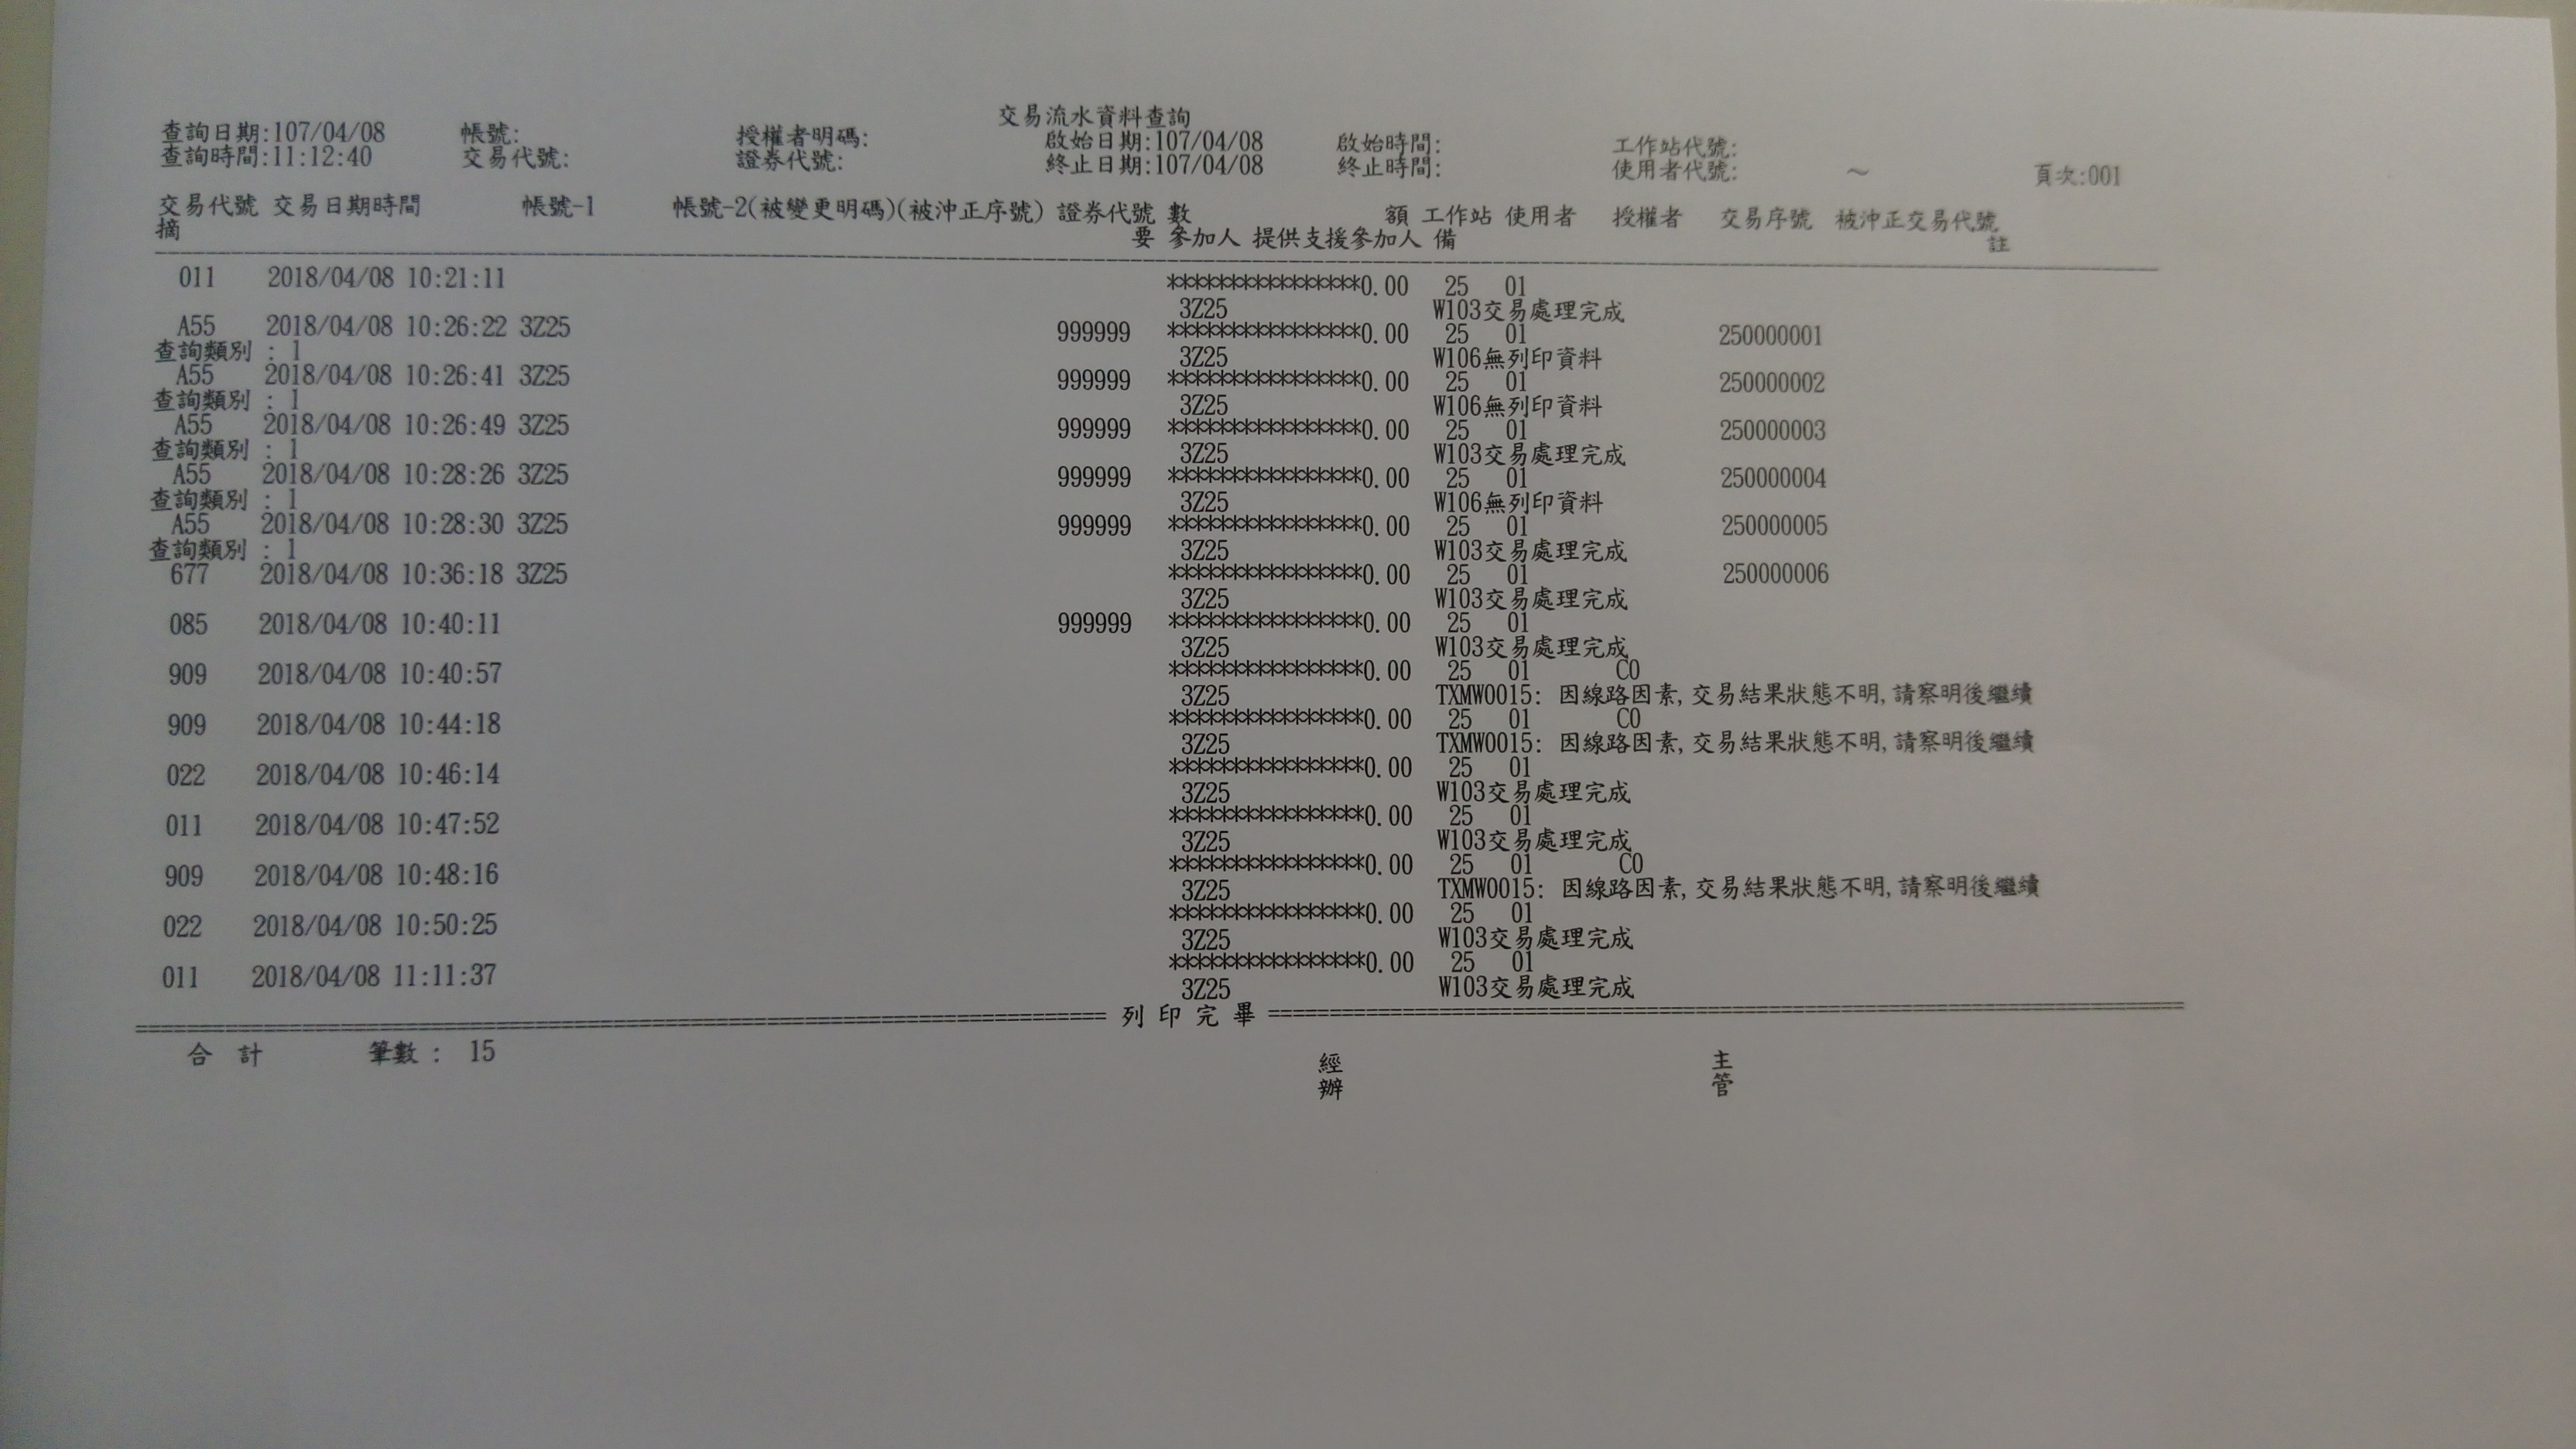 交易流水資料查詢
查詢日期:107/04/08 帳號: 授權者明碼: 啟始日期:107/04/08 啟始時間: 工作站代號:
查詢時間:11:12:40 交易代號: 證券代號: 終止日期:107/04/08 終止時間: 使用者代號: ～ 頁次:001
交易代號 交易日期時間 帳號-1 帳號-2(被變更明碼)(被沖正序號) 證券代號 數 額 工作站 使用者 授權者 交易序號 被沖正交易代號
摘 要 參加人 提供支援參加人 備 註
011 2018/04/08 10:21:11 ****************0.00 25 01
3Z25 W103交易處理完成
A55 2018/04/08 10:26:22 3Z25 999999 ****************0.00 25 01 250000001
查詢類別 : 1 3Z25 W106無列印資料
A55 2018/04/08 10:26:41 3Z25 999999 ****************0.00 25 01 250000002
查詢類別 : 1 3Z25 W106無列印資料
A55 2018/04/08 10:26:49 3Z25 999999 ****************0.00 25 01 250000003
查詢類別 : 1 3Z25 W103交易處理完成
A55 2018/04/08 10:28:26 3Z25 999999 ****************0.00 25 01 250000004
查詢類別 : 1 3Z25 W106無列印資料
A55 2018/04/08 10:28:30 3Z25 999999 ****************0.00 25 01 250000005
查詢類別 : 1 3Z25 W103交易處理完成
677 2018/04/08 10:36:18 3Z25 ****************0.00 25 01 250000006
3Z25 W103交易處理完成
085 2018/04/08 10:40:11 999999 ****************0.00 25 01
3Z25 W103交易處理完成
909 2018/04/08 10:40:57 ****************0.00 25 01 C0
3Z25 TXMW0015: 因線路因素,交易結果狀態不明,請察明後繼續
909 2018/04/08 10:44:18 ****************0.00 25 01 C0
3Z25 TXMW0015: 因線路因素,交易結果狀態不明,請察明後繼續
022 2018/04/08 10:46:14 ****************0.00 25 01
3Z25 W103交易處理完成
011 2018/04/08 10:47:52 ****************0.00 25 01
3Z25 W103交易處理完成
909 2018/04/08 10:48:16 ****************0.00 25 01 C0
3Z25 TXMW0015: 因線路因素,交易結果狀態不明,請察明後繼續
022 2018/04/08 10:50:25 ****************0.00 25 01
3Z25 W103交易處理完成
011 2018/04/08 11:11:37 ****************0.00 25 01
3Z25 W103交易處理完成
列 印 完 畢
合 計 筆數 : 15
經辦 主管